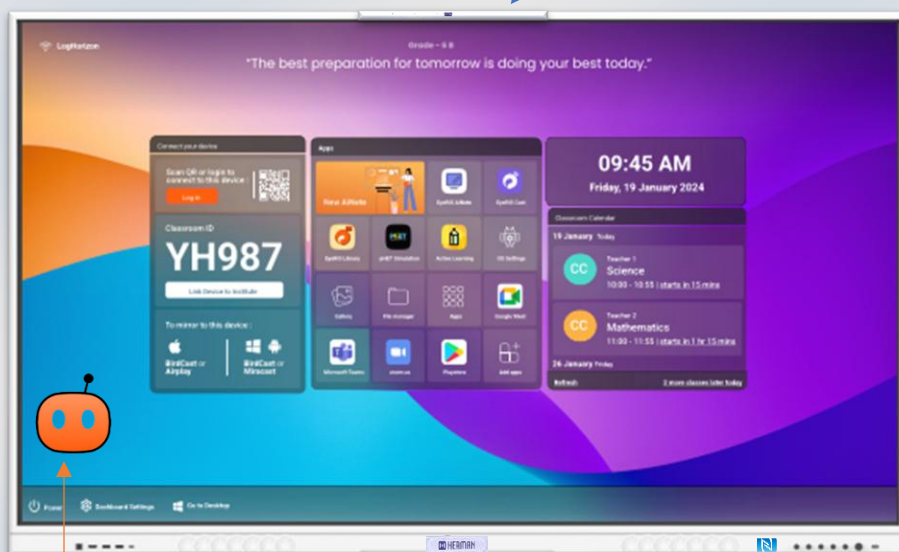 LogHorizon
Grade - 6 B
"The best preparation for tomorrow is doing your best today."
Connect your device
Scan QR or login to
connect to this device :
Log in
Classroom ID
YH987
Link Device to Institute
To mirror to this device :
BirdCast or
Airplay
BirdCast or
Miracast
Apps
New AiNote
Gallery
File manager
Apps
Google Meet
Microsoft Teams
Playstore
Add apps
Active Learning
09:45 AM
Friday, 19 January 2024
Classroom Calendar
19 January Today
CC
Teacher 1
Science
10:00 - 10:55 | starts in 15 mins
CC
Teacher 2
Mathematics
11:00 - 11:55 | starts in 1 hr 15 mins
26 January Friday
Refresh
2 more classes later today
Power
Dashboard Settings
Go to Desktop